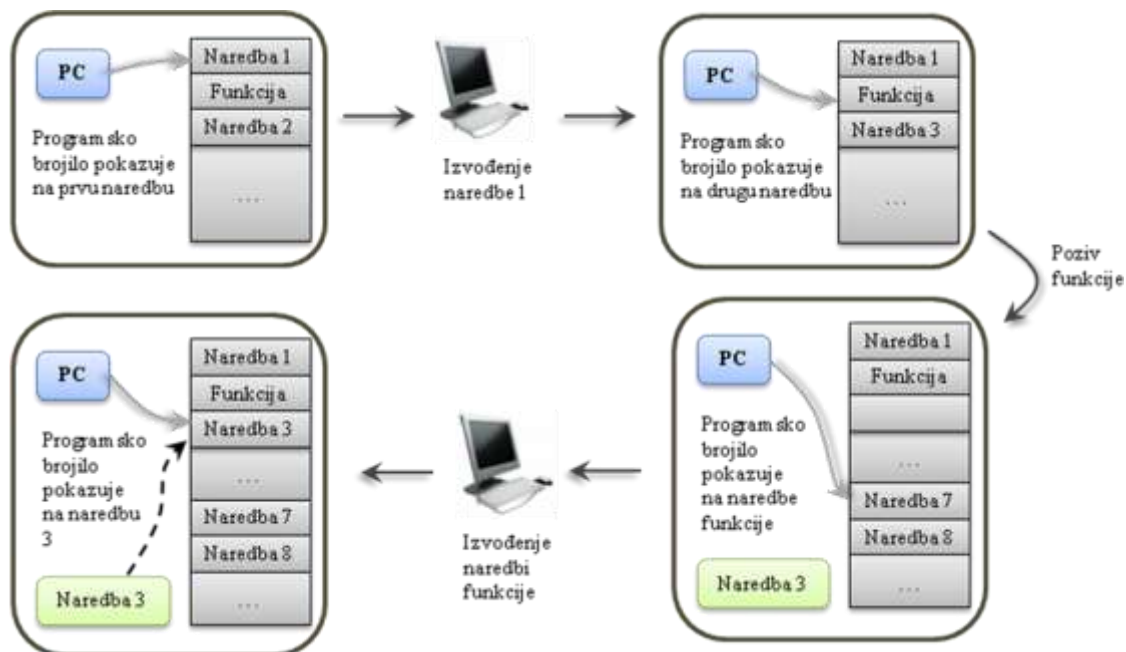 PC
Naredba 1
Funkcija
Naredba 2
...
Programsko
brojilo pokazuje
na prvu naredbu
Izvođenje
naredbe 1
PC
Naredba 1
Funkcija
Naredba 3
...
Programsko
brojilo pokazuje
na drugu naredbu
Poziv
funkcije
PC
Naredba 1
Funkcija
...
Naredba 7
Naredba 8
...
Programsko
brojilo
pokazuje
na naredbe
funkcije
Naredba 3
Izvođenje
naredbi
funkcije
PC
Naredba 1
Funkcija
Naredba 3
...
Naredba 7
Naredba 8
...
Programsko
brojilo
pokazuje
na naredbu
3
Naredba 3